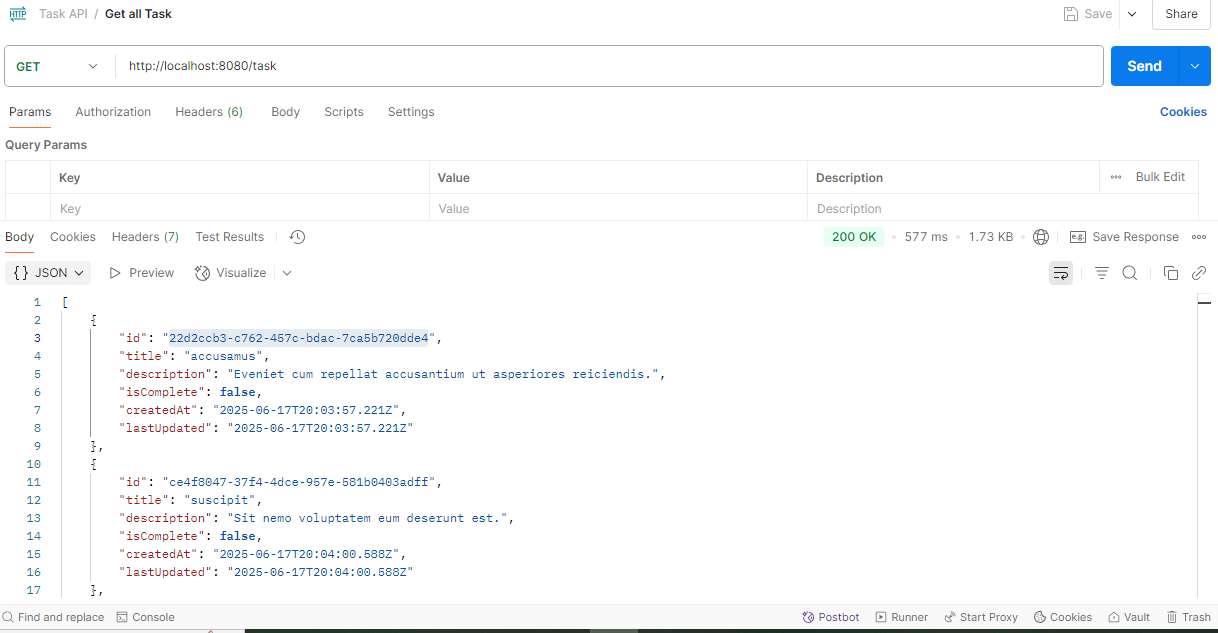 HTTP Task API / Get all Task Save Share
GET http://localhost:8080/task Send
Params Authorization Headers (6) Body Scripts Settings Cookies
Query Params
Key Value Description Bulk Edit
Key Value Description
Body Cookies Headers (7) Test Results 200 OK 577 ms 1.73 KB e.g. Save Response
{} JSON Preview Visualize
1 [
2 {
3 "id": "22d2ccb3-c762-457c-bdac-7ca5b720dde4",
4 "title": "accusamus",
5 "description": "Eveniet cum repellat accusantium ut asperiores reiciendis.",
6 "isComplete": false,
7 "createdAt": "2025-06-17T20:03:57.221Z",
8 "lastUpdated": "2025-06-17T20:03:57.221Z"
9 },
10 {
11 "id": "ce4f8047-37f4-4dce-957e-581b0403adff",
12 "title": "suscipit",
13 "description": "Sit nemo voluptatem eum deserunt est.",
14 "isComplete": false,
15 "createdAt": "2025-06-17T20:04:00.588Z",
16 "lastUpdated": "2025-06-17T20:04:00.588Z"
17 },
Find and replace Console Postbot Runner Start Proxy Cookies Vault Trash